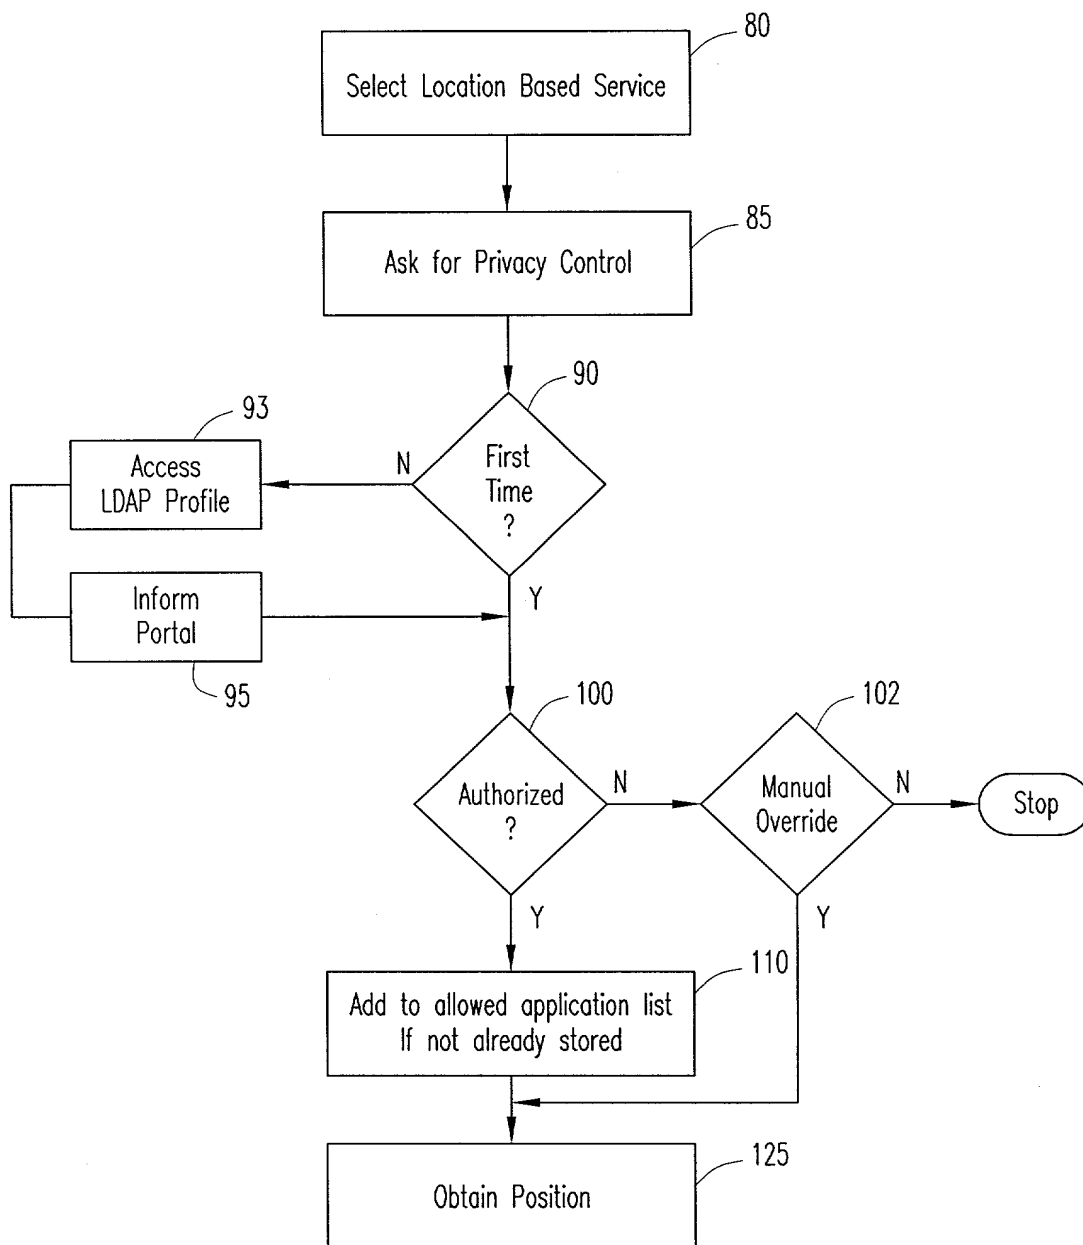 80
Select Location Based Service
85
Ask for Privacy Control
90
93
First
Time
?
N
Access
LDAP Profile
Y
Inform
Portal
95
100
102
Authorized
?
N
Manual
Override
N
Stop
Y
Y
110
Add to allowed application list
If not already stored
125
Obtain Position